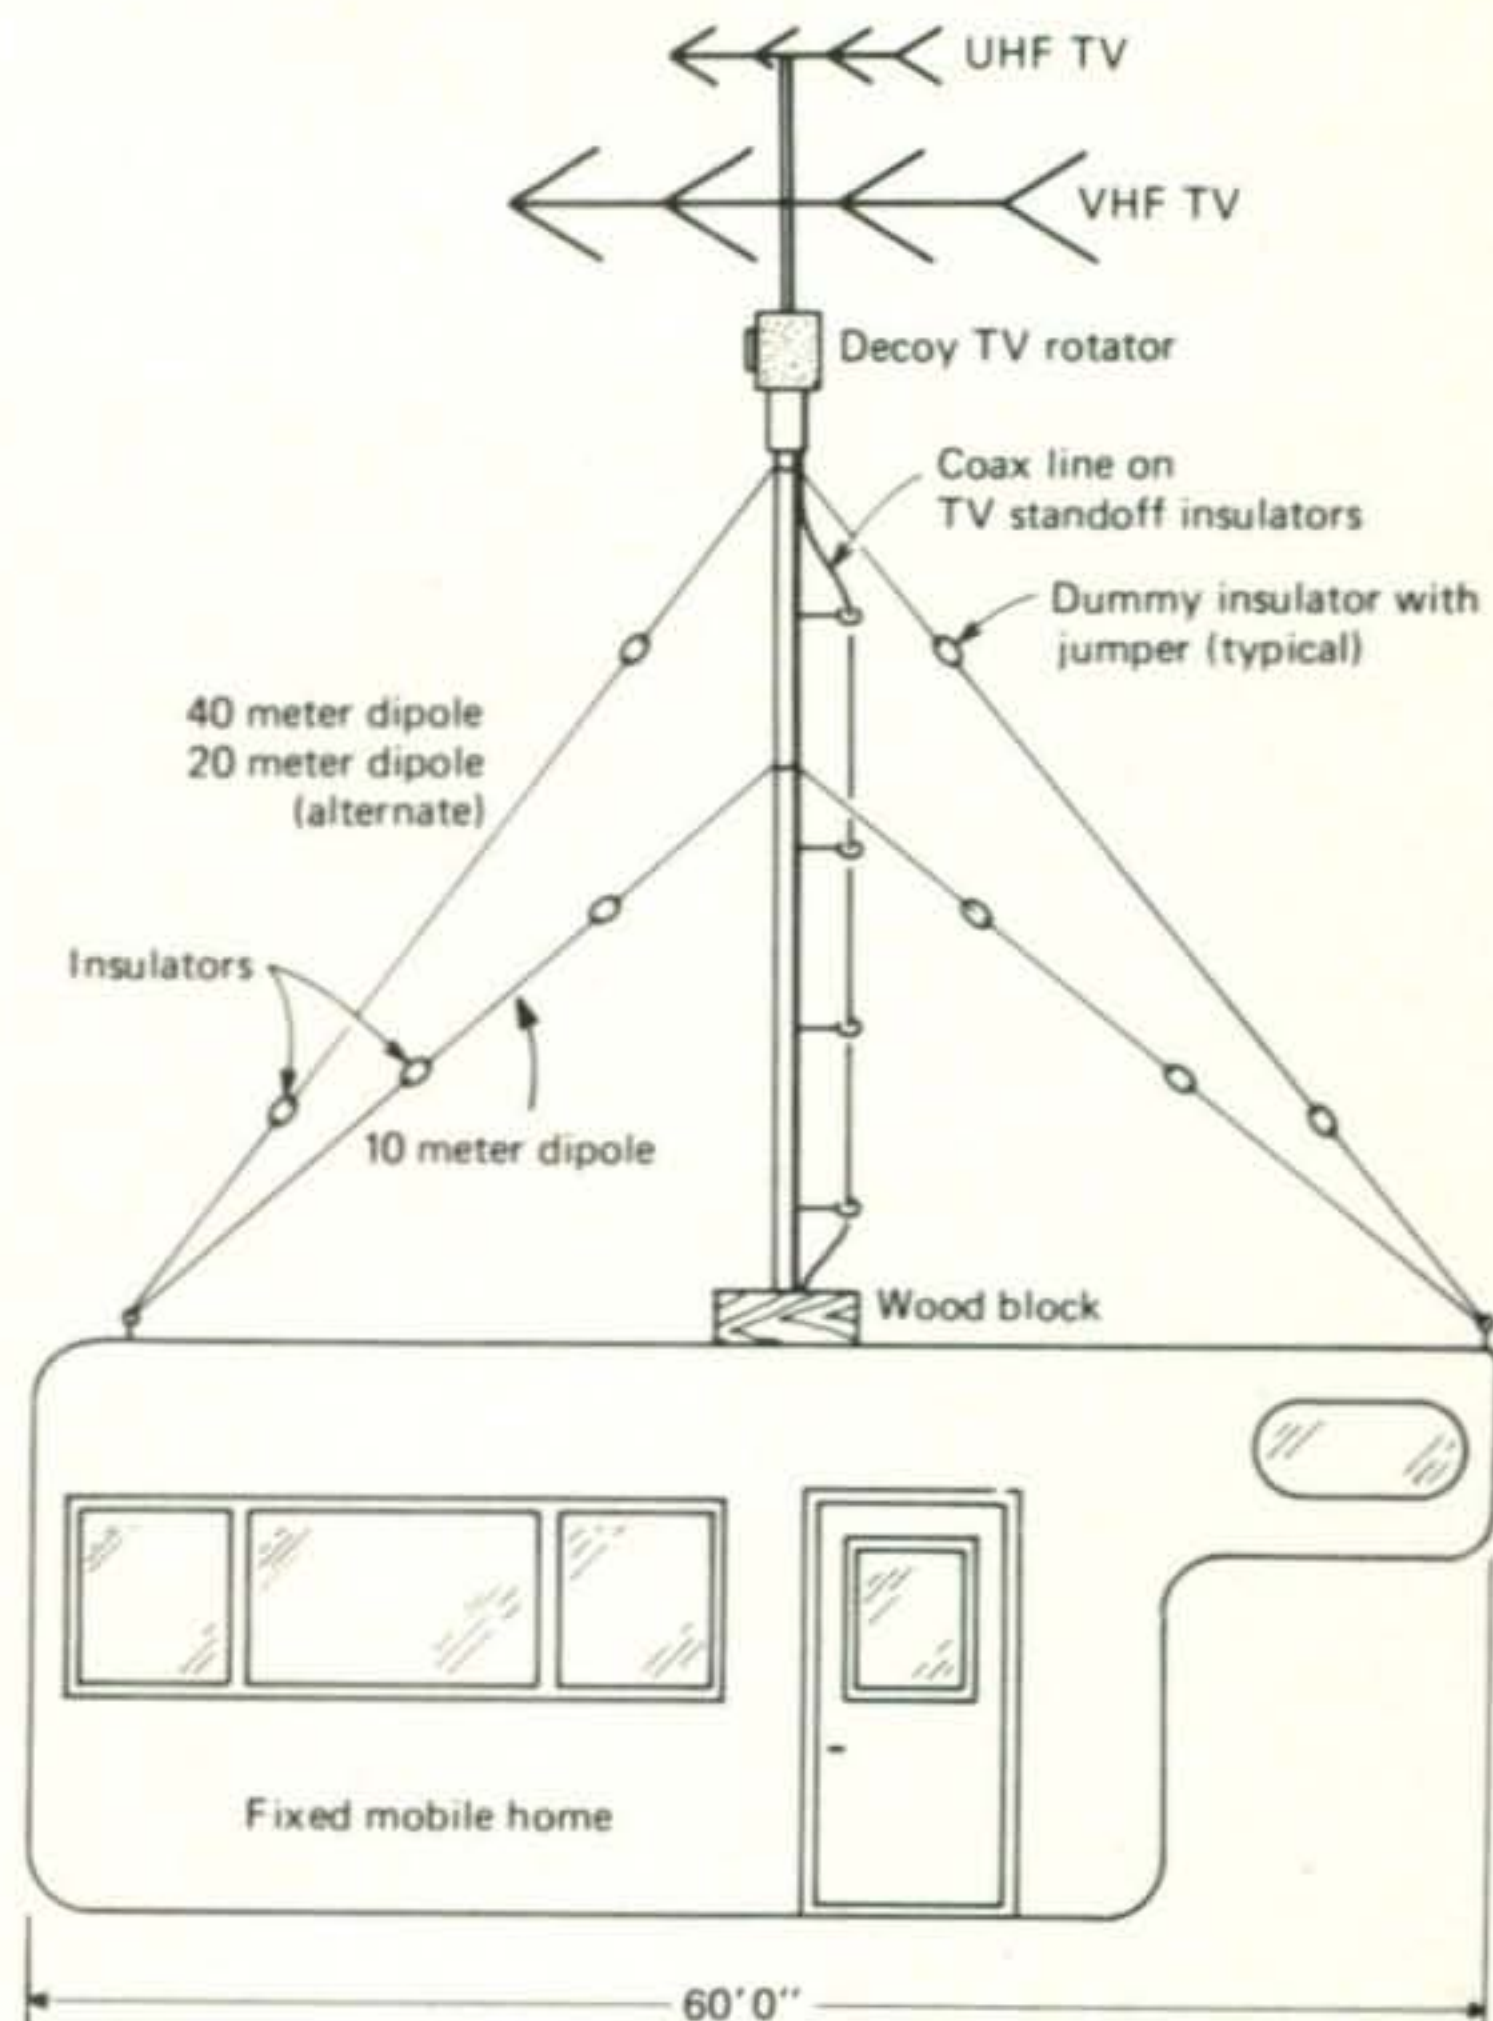 UHF TV
VHF TV
Decoy TV rotator
Coax line on
TV standoff insulators
Dummy insulator with
jumper (typical)
40 meter dipole
20 meter dipole
(alternate)
Insulators
10 meter dipole
Wood block
Fixed mobile home
60'0"